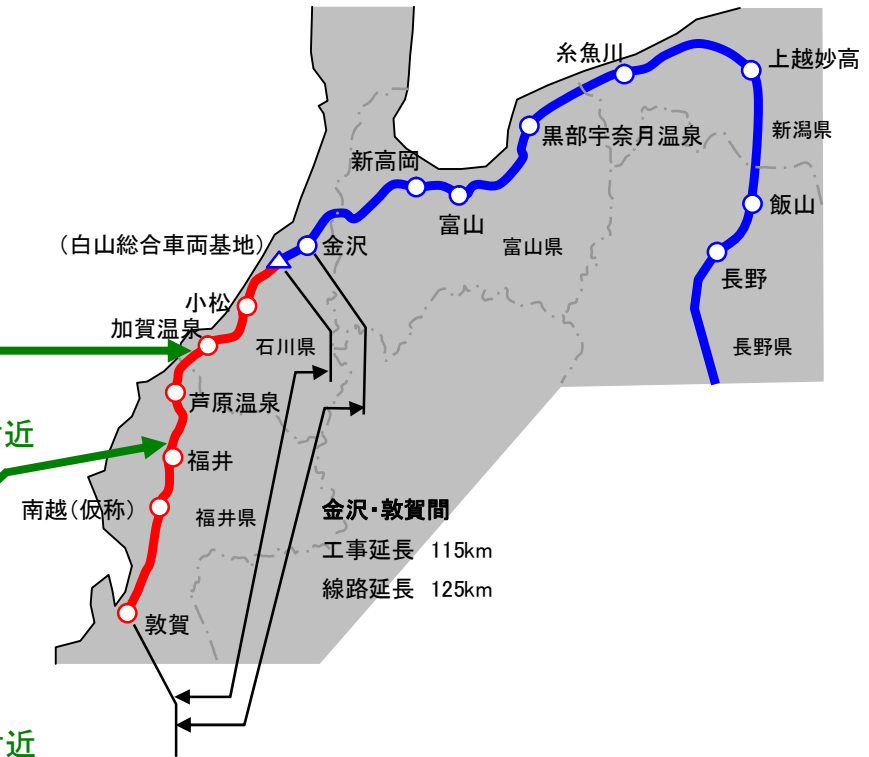 糸魚川
上越妙高
黒部宇奈月温泉
新潟県
新高岡
飯山
富山
富山県
(白山総合車両基地)
金沢
長野
小松
加賀温泉
石川県
長野県
芦原温泉
付近
福井
南越(仮称)
福井県
金沢・敦賀間
工事延長 115km
線路延長 125km
敦賀
付近